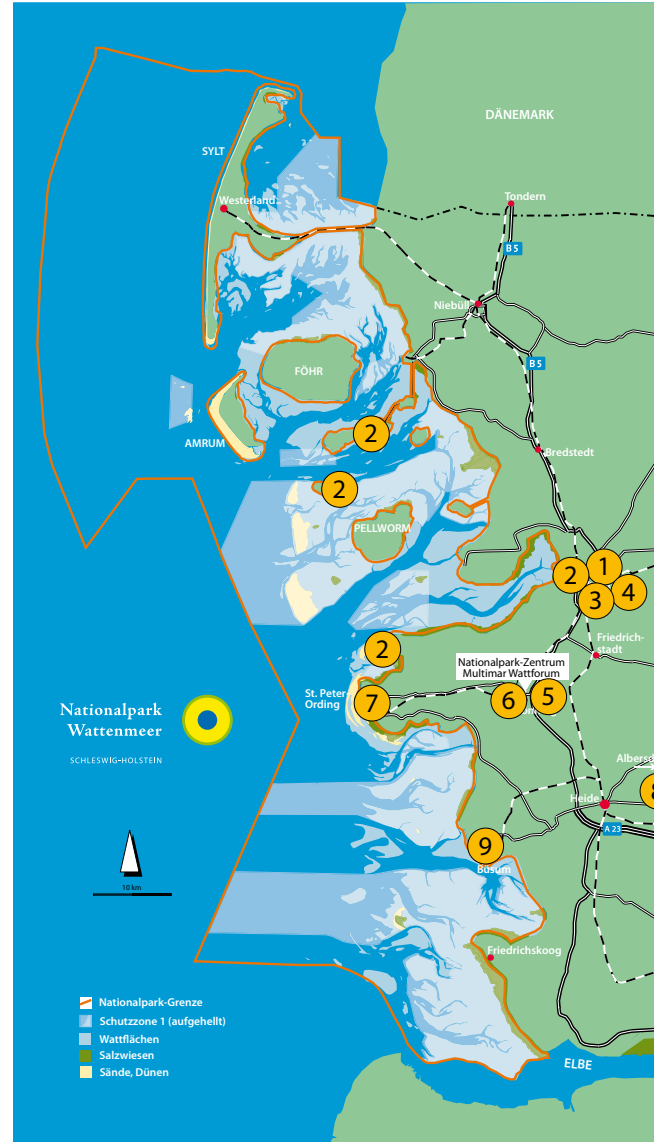 DÄNEMARK
SYLT
Westerland
Tondern
B 5
Niebüll
B 5
FÖHR
AMRUM
2
Bredstedt
2
PELLWORM
1
2
4
3
Friedrich-
stadt
2
Nationalpark-Zentrum
Multimar Wattforum
St. Peter-
Ording
7
6
5
Nationalpark
Wattenmeer
SCHLESWIG-HOLSTEIN
Heide
8
A 23
10 km
9
Büsum
Friedrichskoog
Nationalpark-Grenze
Schutzzone 1 (aufgehellt)
Wattflächen
Salzwiesen
Sände, Dünen
ELBE